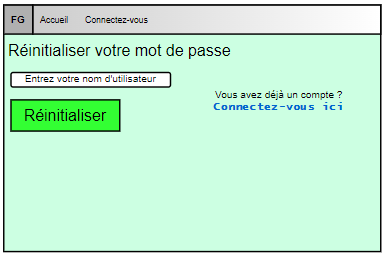 FG Accueil Connectez-vous
Réinitialiser votre mot de passe
Entrez votre nom d'utilisateur
Réinitialiser
Vous avez déjà un compte ?
Connectez-vous ici